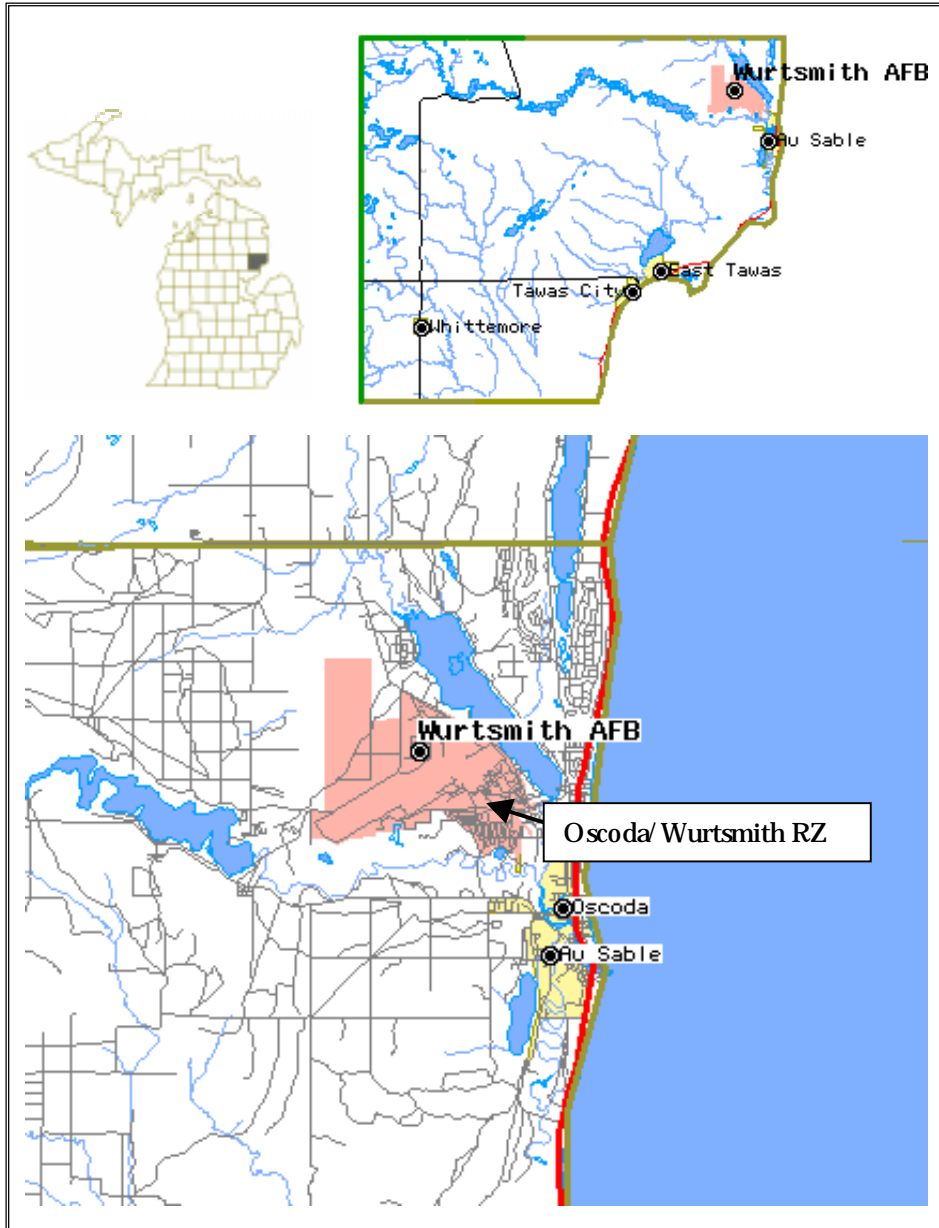 Wurtsmith AFB
Au Sable
East Tawas
Tawas City
Whittemore
Wurtsmith AFB
Oscoda/Wurtsmith RZ
Oscoda
Au Sable